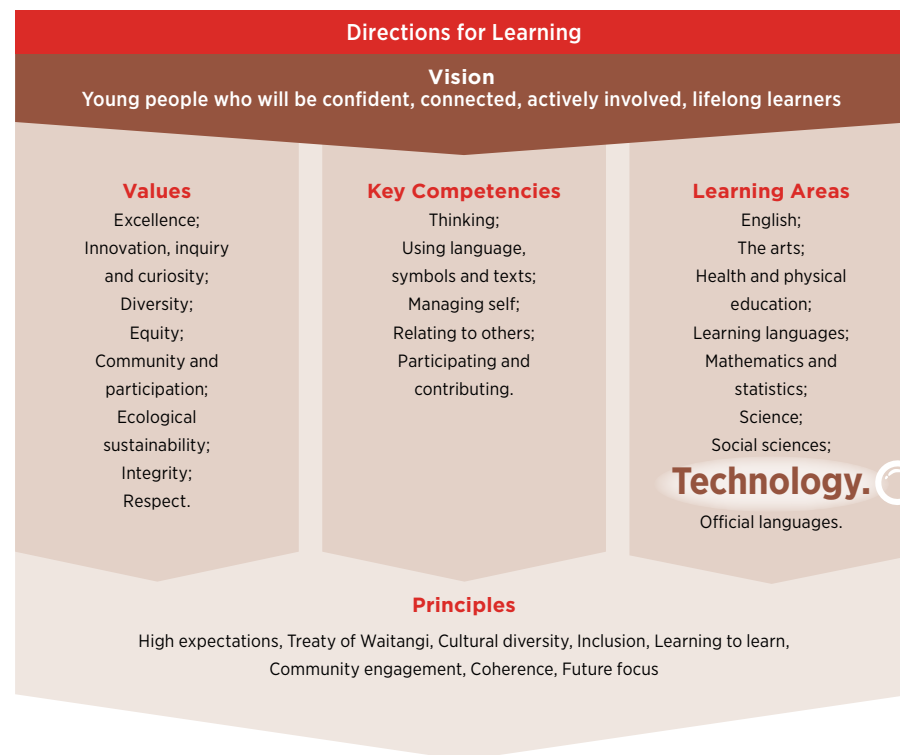 Directions for Learning
Vision
Young people who will be confident, connected, actively involved, lifelong learners
Values
Excellence;
Innovation, inquiry
and curiosity;
Diversity;
Equity;
Community and
participation;
Ecological
sustainability;
Integrity;
Respect.
Key Competencies
Thinking;
Using language,
symbols and texts;
Managing self;
Relating to others;
Participating and
contributing.
Learning Areas
English;
The arts;
Health and physical
education;
Learning languages;
Mathematics and
statistics;
Science;
Social sciences;
Technology.
Official languages.
Principles
High expectations, Treaty of Waitangi, Cultural diversity, Inclusion, Learning to learn,
Community engagement, Coherence, Future focus